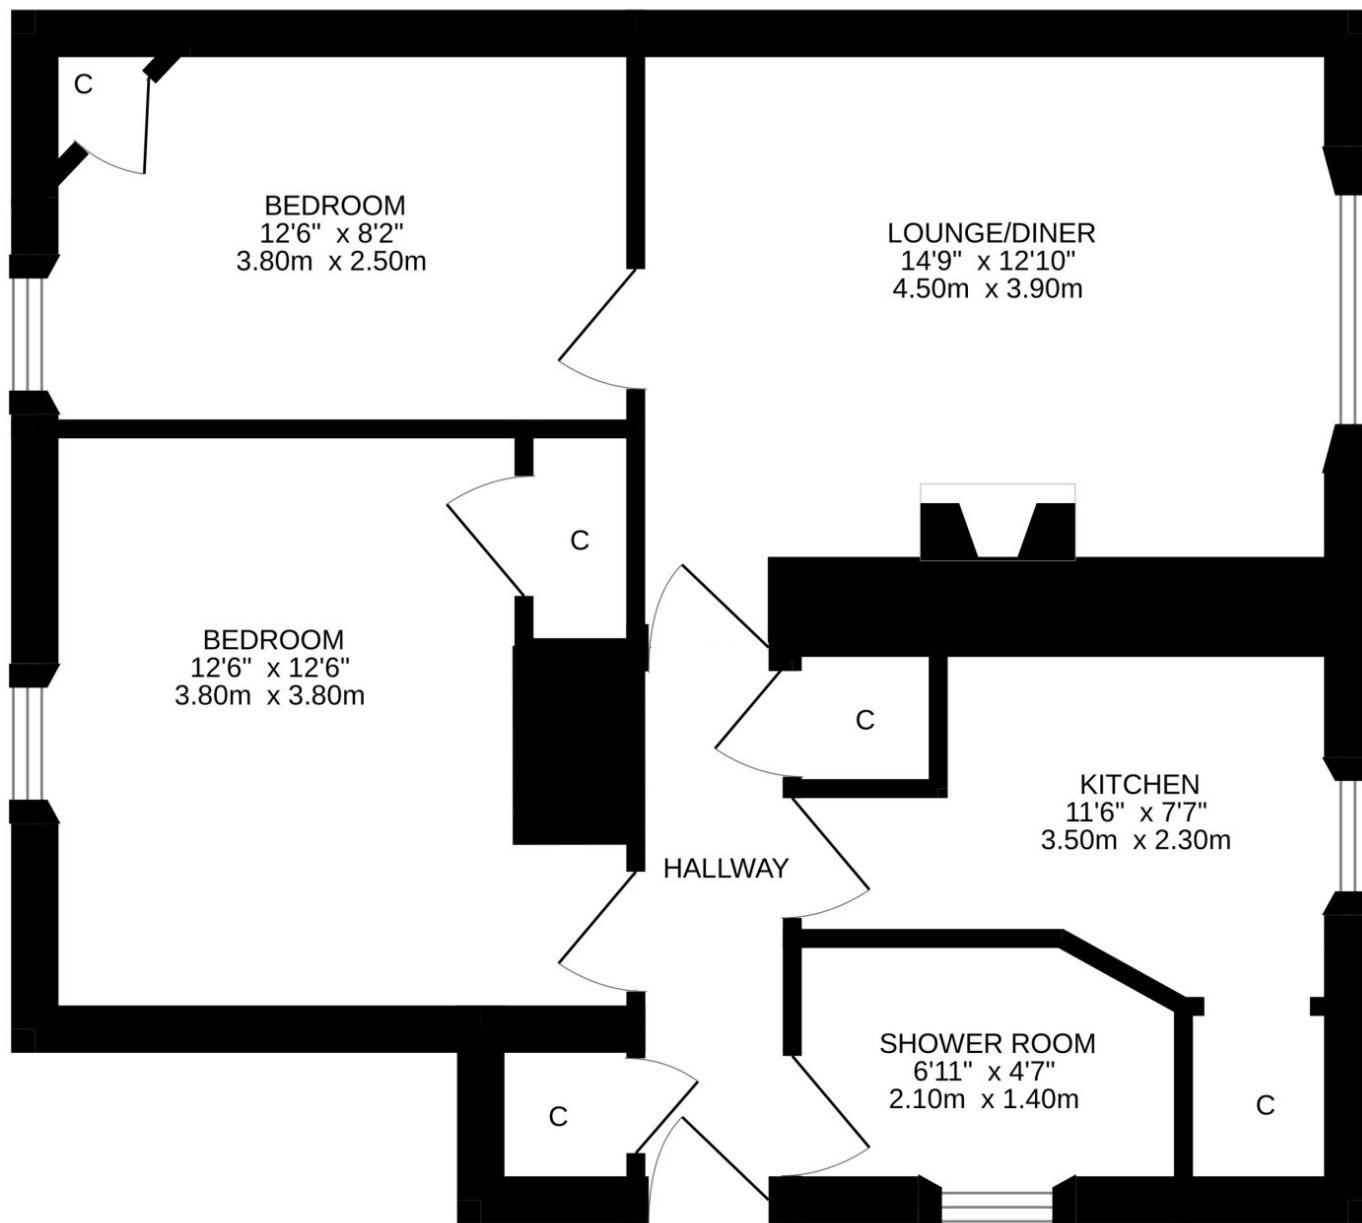 C
BEDROOM
12'6" x 8'2"
3.80m x 2.50m
LOUNGE/DINER
14'9" x 12'10"
4.50m x 3.90m
C
BEDROOM
12'6" x 12'6"
3.80m x 3.80m
C
KITCHEN
11'6" x 7'7"
3.50m x 2.30m
HALLWAY
SHOWER ROOM
6'11" x 4'7"
2.10m x 1.40m
C
C